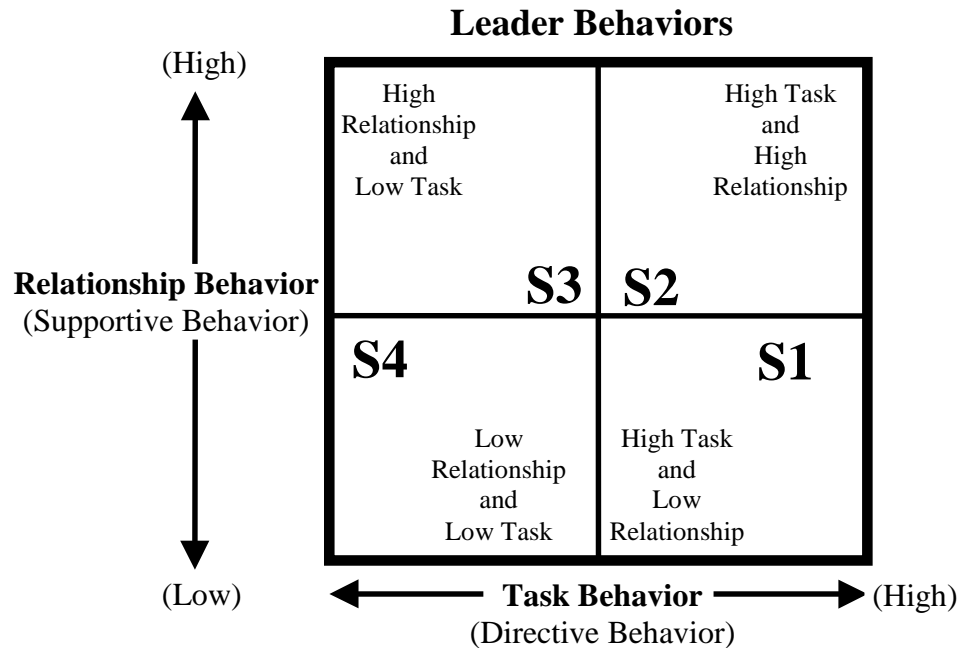 Leader Behaviors
(High)
High
Relationship
and
Low Task
High Task
and
High
Relationship
S3
S2
Relationship Behavior
(Supportive Behavior)
S4
S1
Low
Relationship
and
Low Task
High Task
and
Low
Relationship
(Low)
Task Behavior
(High)
(Directive Behavior)